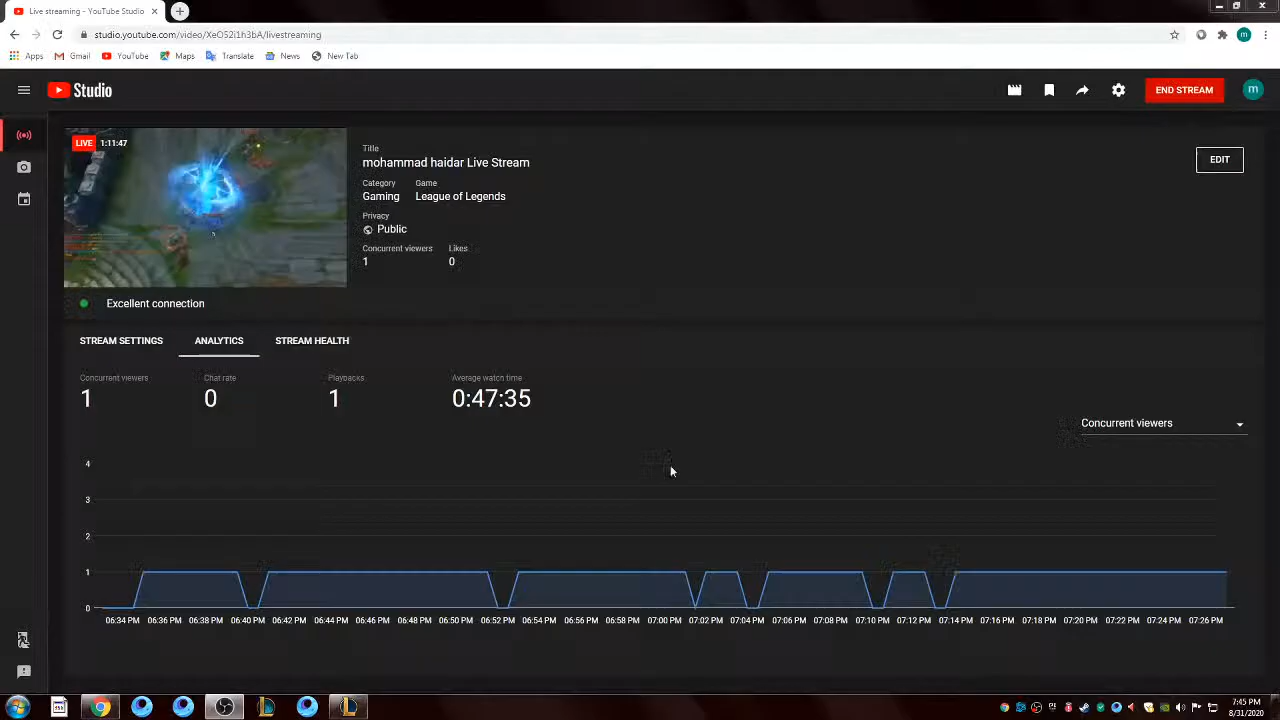 Live streaming - YouTube Studio
studio.youtube.com/video/XeO52i1h3bA/livestreaming
m
Apps Gmail YouTube Maps Translate News New Tab
Studio
END STREAM
m
LIVE 1:11:47
Title
mohammad haidar Live Stream
EDIT
Category Game
Gaming League of Legends
Privacy
Public
Concurrent viewers Likes
1 0
Excellent connection
STREAM SETTINGS ANALYTICS STREAM HEALTH
Concurrent viewers Chat rate Playbacks Average watch time
1 0 1 0:47:35
Concurrent viewers
4
3
2
1
0
06:34 PM 06:36 PM 06:38 PM 06:40 PM 06:42 PM 06:44 PM 06:46 PM 06:48 PM 06:50 PM 06:52 PM 06:54 PM 06:56 PM 06:58 PM 07:00 PM 07:02 PM 07:04 PM 07:06 PM 07:08 PM 07:10 PM 07:12 PM 07:14 PM 07:16 PM 07:18 PM 07:20 PM 07:22 PM 07:24 PM 07:26 PM
7:45 PM
8/31/2020